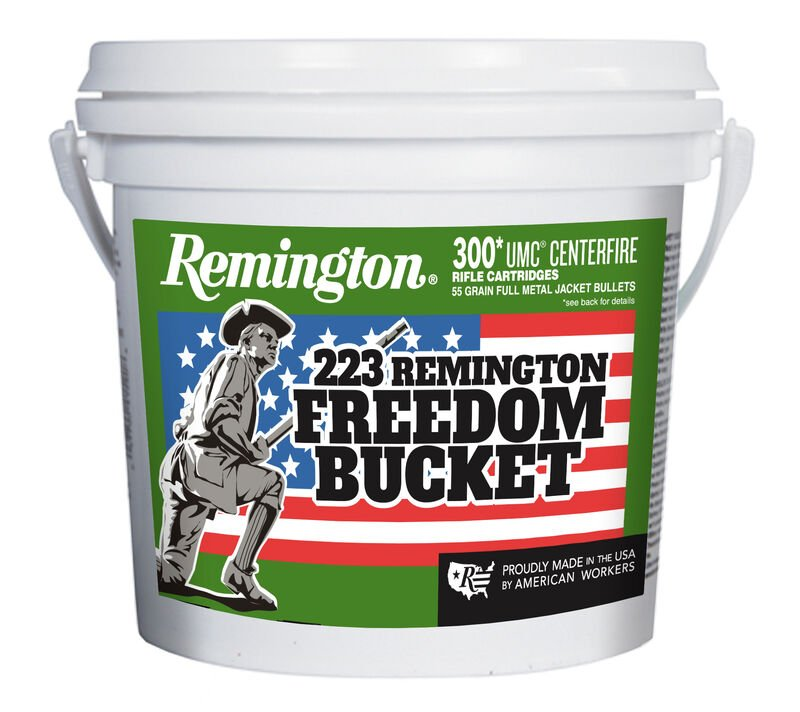 Remington®
300* UMC® CENTERFIRE
RIFLE CARTRIDGES
55 GRAIN FULL METAL JACKET BULLETS
*see back for details
223 REMINGTON
FREEDOM
BUCKET
R
PROUDLY MADE IN THE USA
BY AMERICAN WORKERS